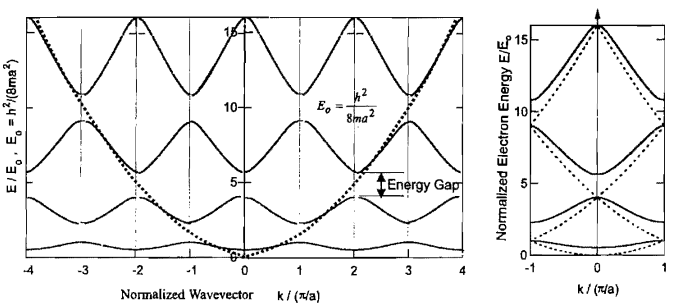 E / E₀ , E₀ = h²/(8ma²)
15
10
5
0
E₀ = h²/8ma²
Energy Gap
-4 -3 -2 -1 0 1 2 3 4
Normalized Wavevector k / (π/a)
Normalized Electron Energy E/E₀
15
10
5
0
-1 0 1
k / (π/a)